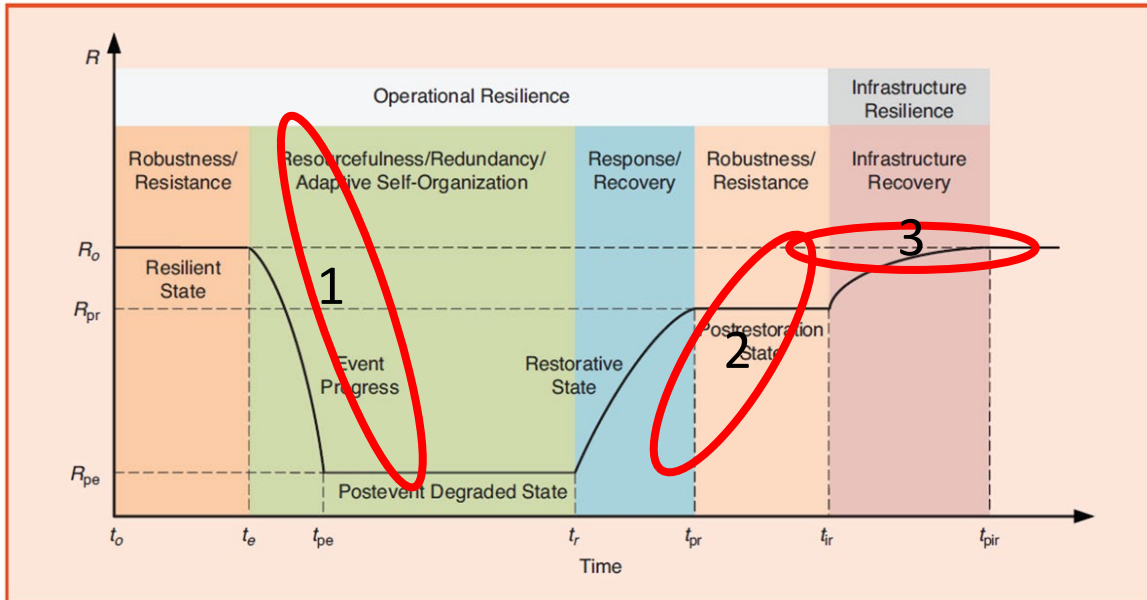 R
Operational Resilience
Infrastructure
Resilience
Robustness/
Resistance
Resourcefulness/Redundancy/
Adaptive Self-Organization
Response/
Recovery
Robustness/
Resistance
Infrastructure
Recovery
Ro
Resilient
State
Rpr
1
Event
Progress
Restorative
State
Postrestoration
State
2
3
Rpe
Postevent Degraded State
to
te
tpe
tr
tpr
tir
tpir
Time